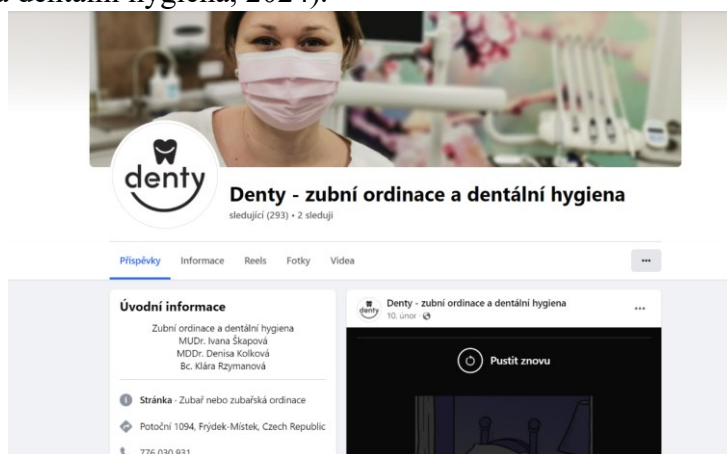 a dentální hygiena, 2024).
denty
Denty - zubní ordinace a dentální hygiena
sledující (293) • 2 sleduji
Příspěvky Informace Reels Fotky Videa
Úvodní informace
Zubní ordinace a dentální hygiena
MUDr. Ivana Škapová
MDDr. Denisa Kolková
Bc. Klára Rzymanová
Stránka · Zubař nebo zubařská ordinace
Potoční 1094, Frýdek-Místek, Czech Republic
776 030 931
denty
Denty - zubní ordinace a dentální hygiena
10. únor ·
Pustit znovu